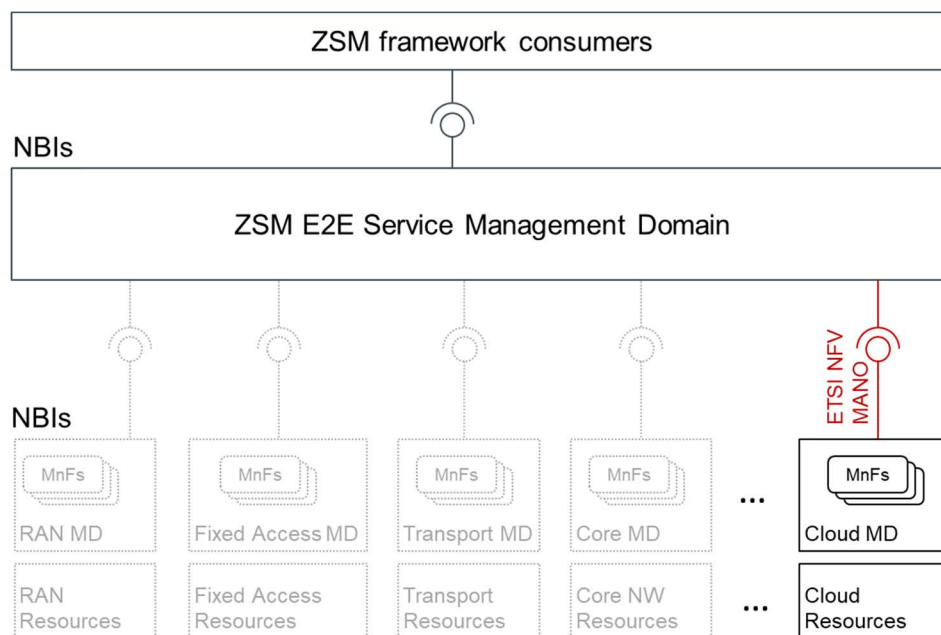 ZSM framework consumers
NBIs
ZSM E2E Service Management Domain
ETSI NFV
MANO
NBIs
MnFs
MnFs
MnFs
MnFs
...
MnFs
RAN MD
Fixed Access MD
Transport MD
Core MD
Cloud MD
RAN
Resources
Fixed Access
Resources
Transport
Resources
Core NW
Resources
...
Cloud
Resources